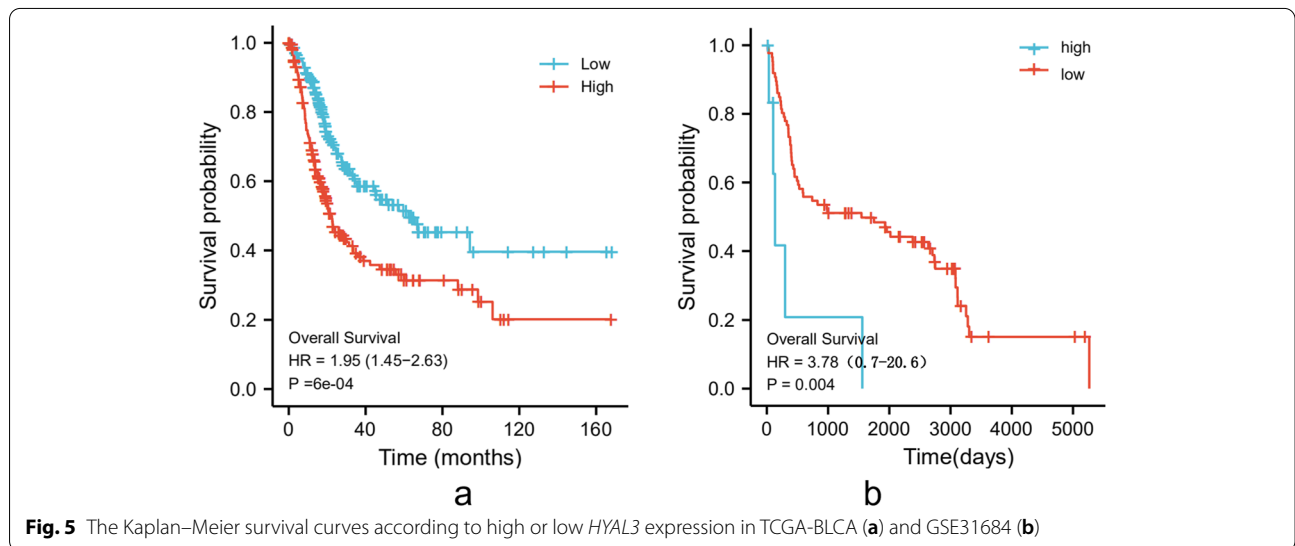 1.0
0.8
0.6
0.4
0.2
0.0
Survival probability
Low
High
Overall Survival
HR = 1.95 (1.45−2.63)
P =6e-04
0 40 80 120 160
Time (months)
a
1.0
0.8
0.6
0.4
0.2
0.0
Survival probability
high
low
Overall Survival
HR = 3.78（0.7-20.6）
P = 0.004
0 1000 2000 3000 4000 5000
Time(days)
b
Fig. 5 The Kaplan–Meier survival curves according to high or low HYAL3 expression in TCGA-BLCA (a) and GSE31684 (b)